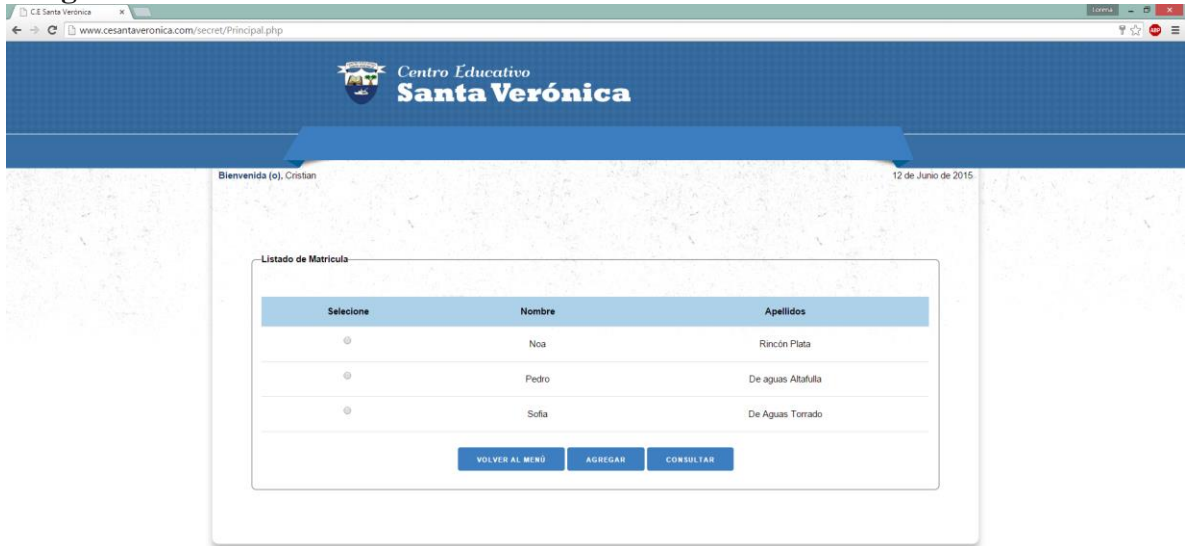 C.E Santa Verónica
Lorena
www.cesantaveronica.com/secret/Principal.php
ABP
Centro Educativo
Santa Verónica
Bienvenida (o), Cristian
12 de Junio de 2015
Listado de Matricula
Selecione Nombre Apellidos
Noa Rincón Plata
Pedro De aguas Altafulla
Sofia De Aguas Torrado
VOLVER AL MENÚ AGREGAR CONSULTAR